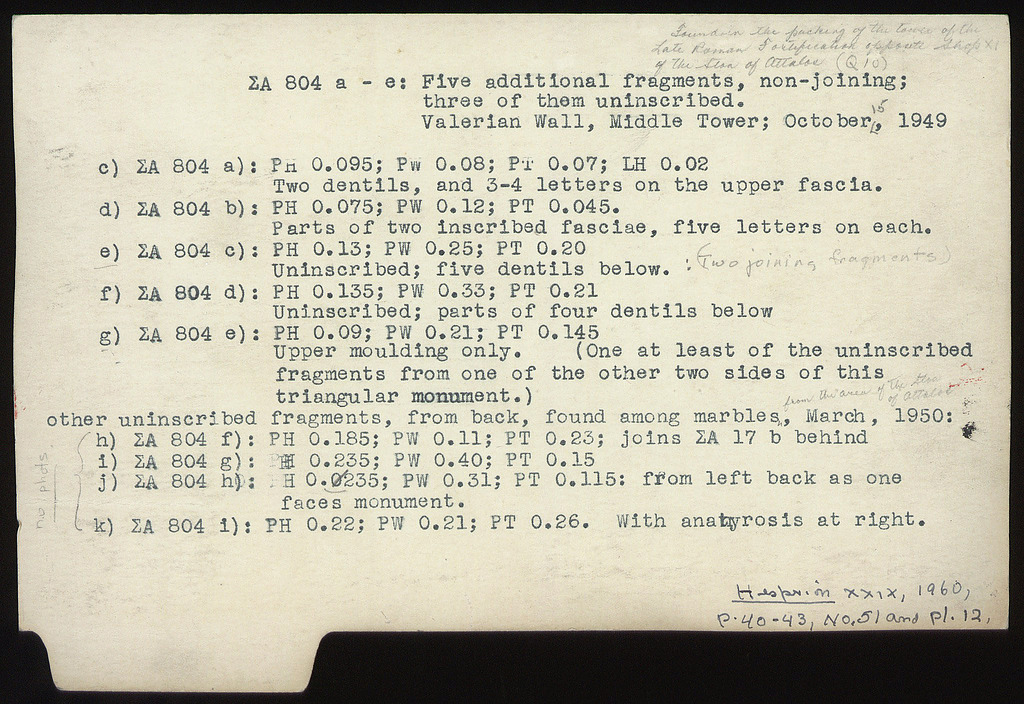 Found in the packing of the tower of the
Late Roman Fortification opposite Shop XI
of the Stoa of Attalos (Q 10)
ΣA 804 a - e: Five additional fragments, non-joining;
three of them uninscribed.
Valerian Wall, Middle Tower; October 15, 1949
c) ΣA 804 a): PH 0.095; PW 0.08; PT 0.07; LH 0.02
Two dentils, and 3-4 letters on the upper fascia.
d) ΣA 804 b): PH 0.075; PW 0.12; PT 0.045.
Parts of two inscribed fasciae, five letters on each.
e) ΣA 804 c): PH 0.13; PW 0.25; PT 0.20
Uninscribed; five dentils below. : (Two joining fragments)
f) ΣA 804 d): PH 0.135; PW 0.33; PT 0.21
Uninscribed; parts of four dentils below
g) ΣA 804 e): PH 0.09; PW 0.21; PT 0.145
Upper moulding only. (One at least of the uninscribed
fragments from one of the other two sides of this
triangular monument.)
from the area of the Stoa
of Attalos
other uninscribed fragments, from back, found among marbles, March, 1950:
h) ΣA 804 f): PH 0.185; PW 0.11; PT 0.23; joins ΣA 17 b behind
i) ΣA 804 g): PH 0.235; PW 0.40; PT 0.15
j) ΣA 804 h): PH 0.0235; PW 0.31; PT 0.115: from left back as one
faces monument.
k) ΣA 804 i): PH 0.22; PW 0.21; PT 0.26. With anathyrosis at right.
no photo
Hesperia XXIX, 1960,
P. 40-43, No. 51 and pl. 12.